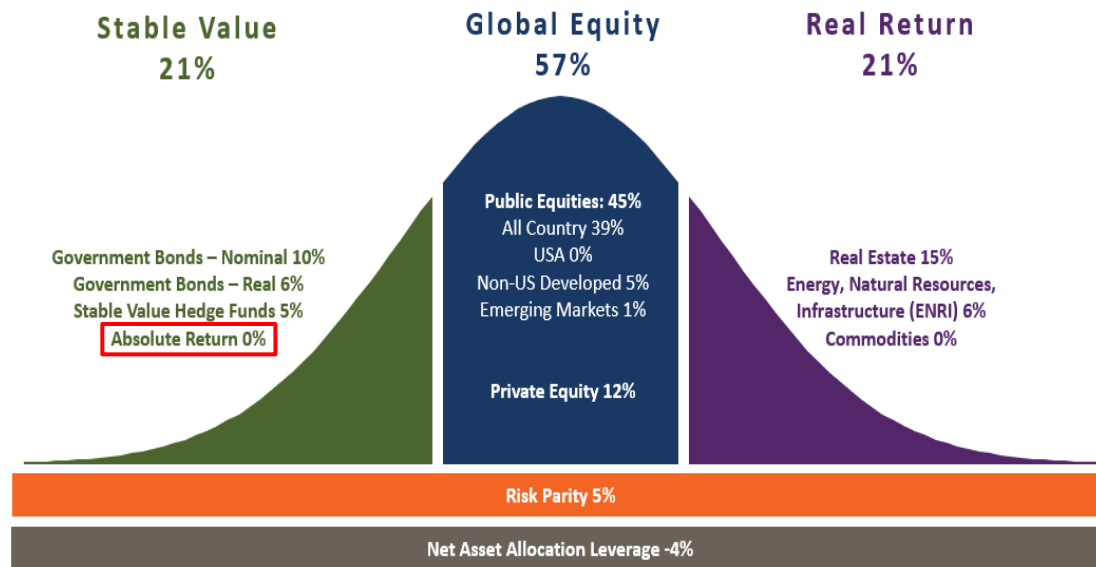 Stable Value
21%
Global Equity
57%
Real Return
21%
Government Bonds – Nominal 10%
Government Bonds – Real 6%
Stable Value Hedge Funds 5%
Absolute Return 0%
Public Equities: 45%
All Country 39%
USA 0%
Non-US Developed 5%
Emerging Markets 1%
Private Equity 12%
Real Estate 15%
Energy, Natural Resources,
Infrastructure (ENRI) 6%
Commodities 0%
Risk Parity 5%
Net Asset Allocation Leverage -4%